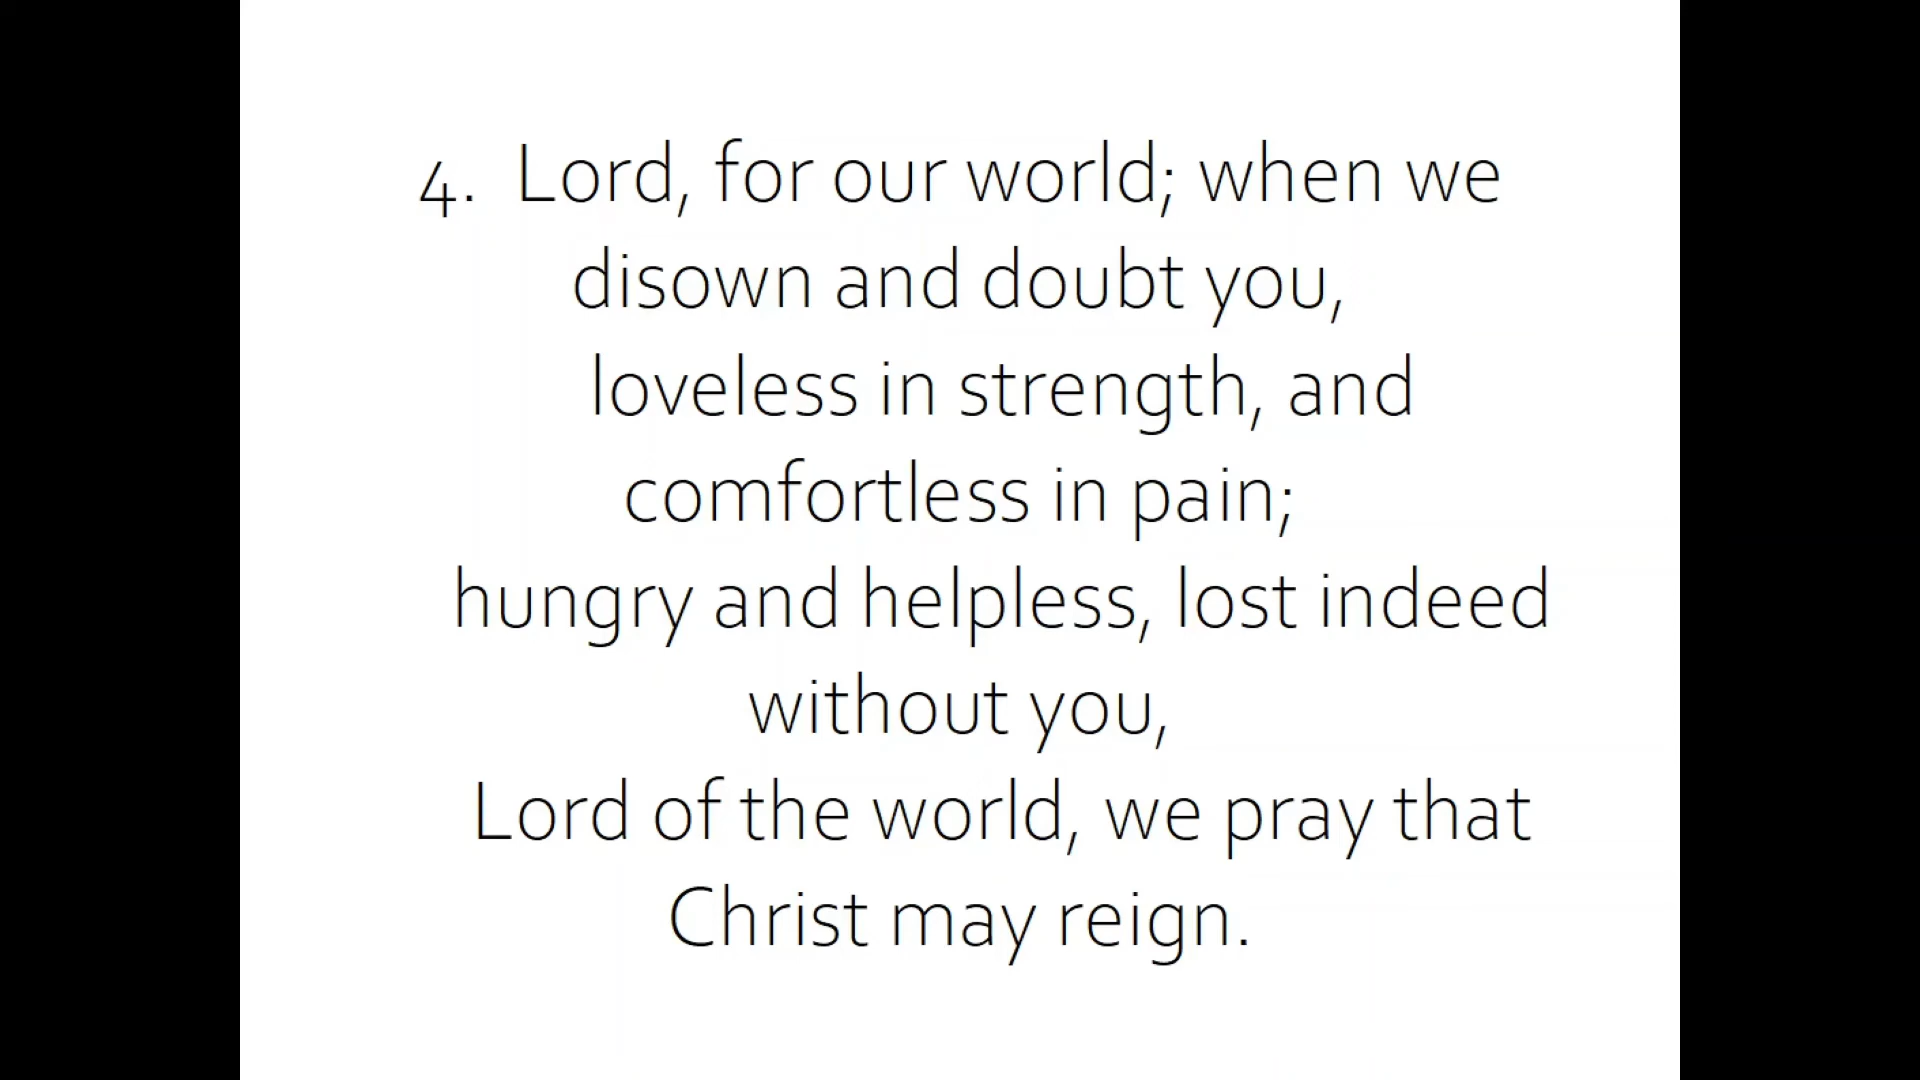 4. Lord, for our world; when we
disown and doubt you,
loveless in strength, and
comfortless in pain;
hungry and helpless, lost indeed
without you,
Lord of the world, we pray that
Christ may reign.